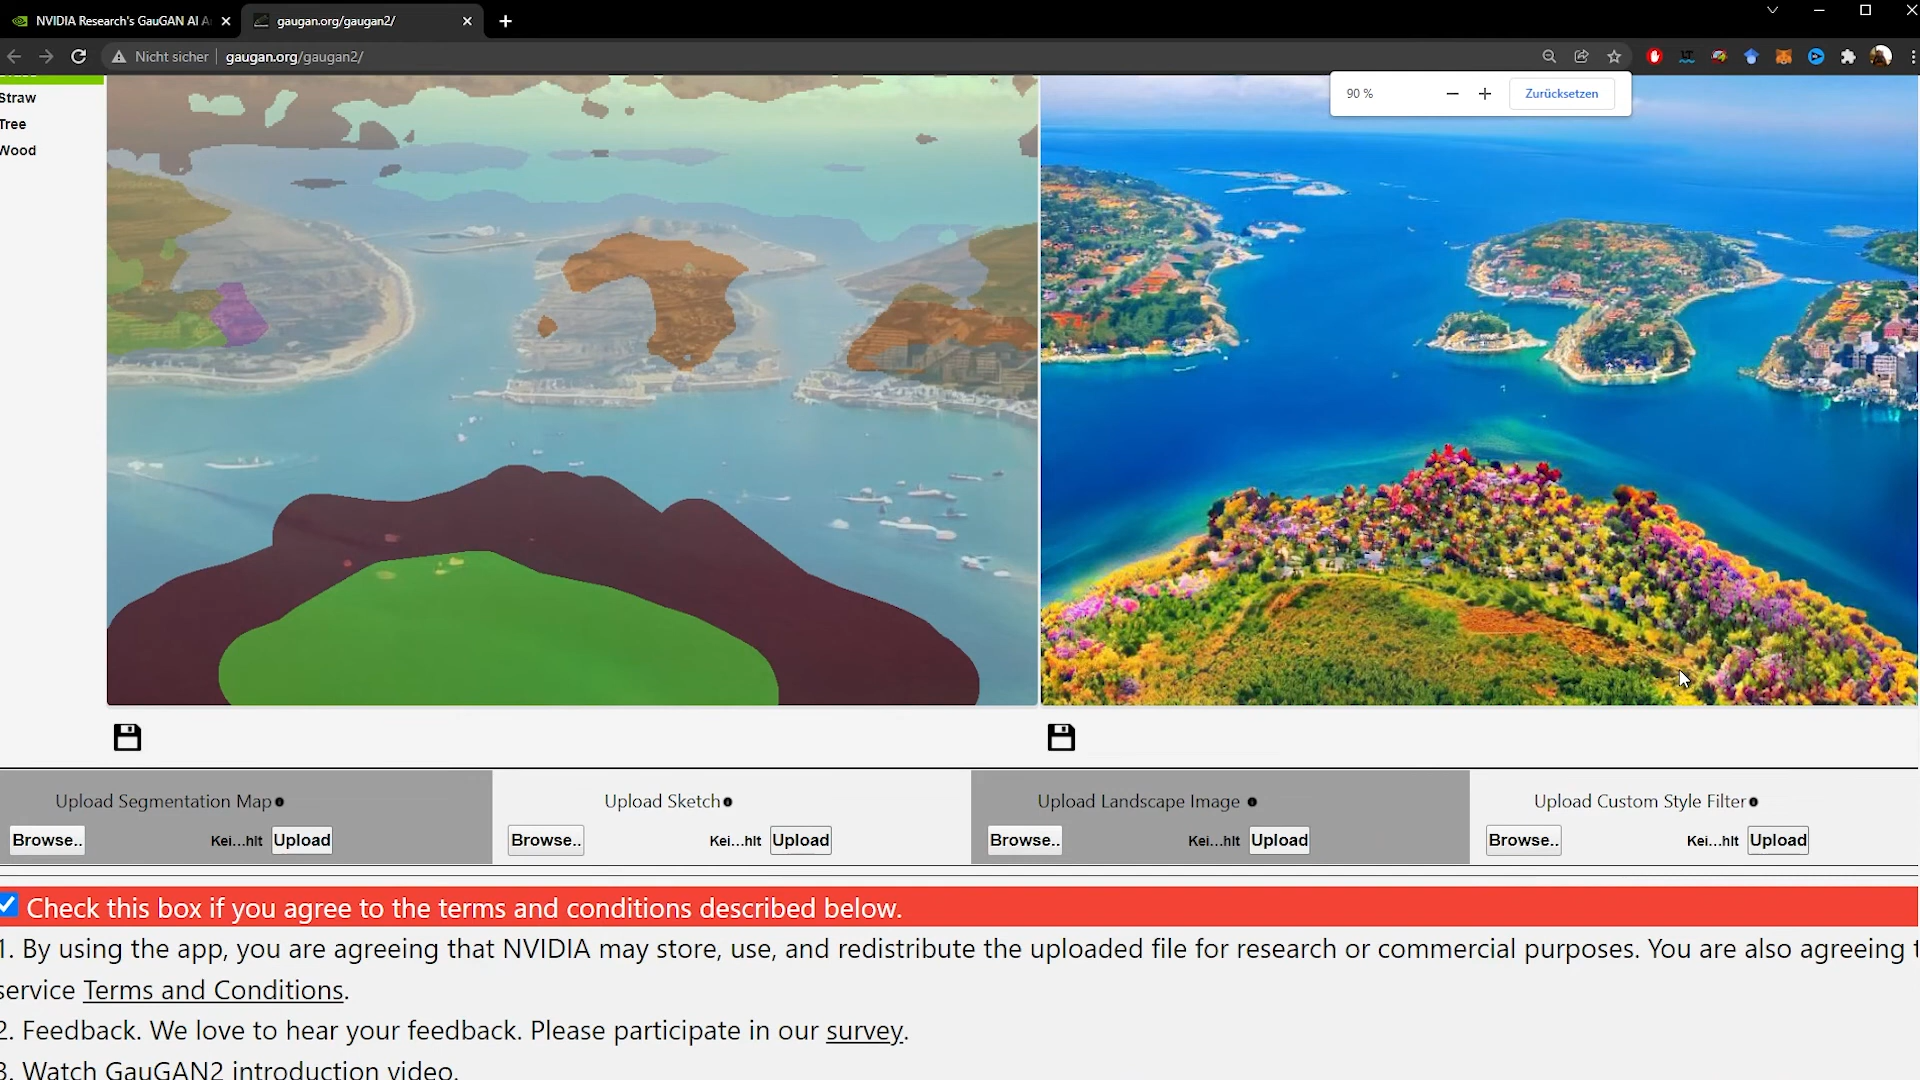 NVIDIA Research's GauGAN AI A
gaugan.org/gaugan2/
Nicht sicher
gaugan.org/gaugan2/
90 %
Zurücksetzen
Straw
Tree
Wood
Upload Segmentation Map
Upload Sketch
Upload Landscape Image
Upload Custom Style Filter
Browse..
Kei...hlt
Upload
Browse..
Kei...hlt
Upload
Browse..
Kei...hlt
Upload
Browse..
Kei...hlt
Upload
Check this box if you agree to the terms and conditions described below.
1. By using the app, you are agreeing that NVIDIA may store, use, and redistribute the uploaded file for research or commercial purposes. You are also agreeing
service Terms and Conditions.
2. Feedback. We love to hear your feedback. Please participate in our survey.
3. Watch GauGAN2 introduction video.